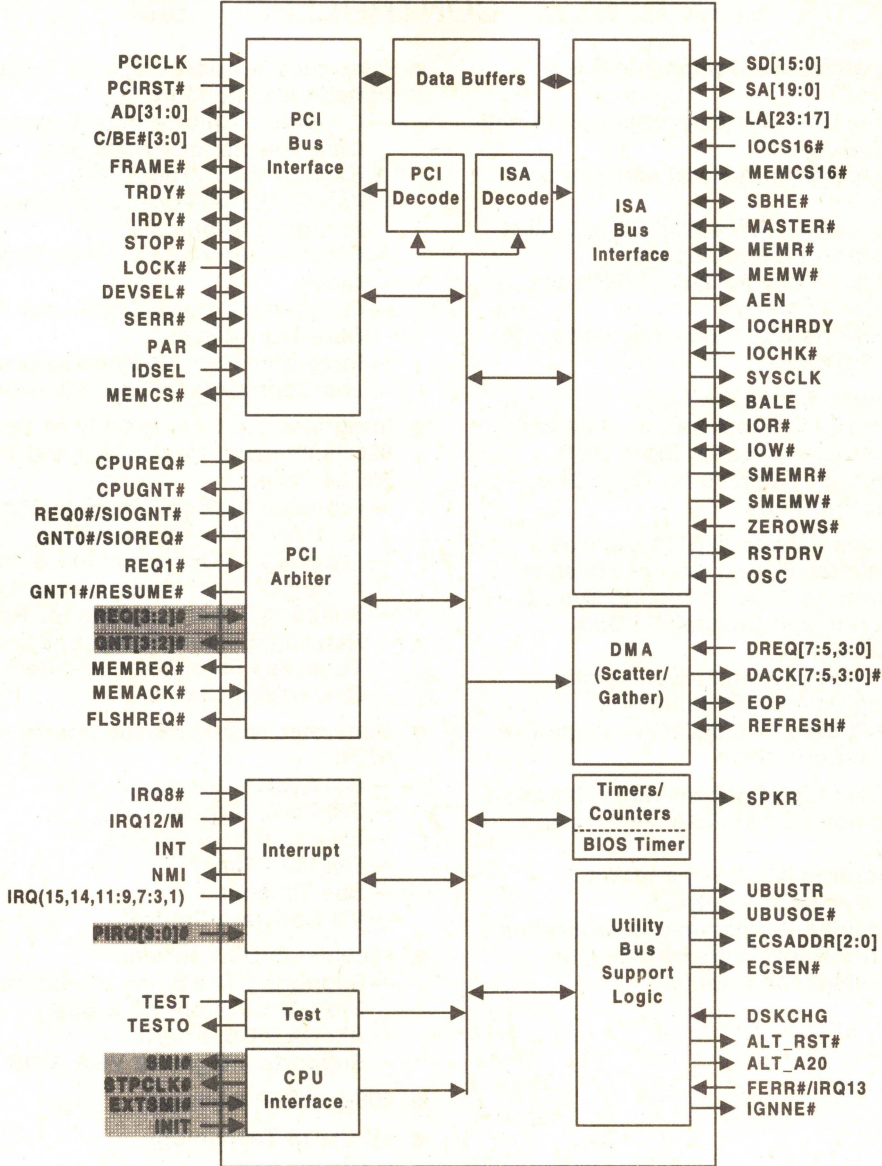 PCICLK
PCIRST#
AD[31:0]
C/BE#[3:0]
FRAME#
TRDY#
IRDY#
STOP#
LOCK#
DEVSEL#
SERR#
PAR
IDSEL
MEMCS#
PCI
Bus
Interface
Data Buffers
PCI
Decode
ISA
Decode
ISA
Bus
Interface
SD[15:0]
SA[19:0]
LA[23:17]
IOCS16#
MEMCS16#
SBHE#
MASTER#
MEMR#
MEMW#
AEN
IOCHRDY
IOCHK#
SYSCLK
BALE
IOR#
IOW#
SMEMR#
SMEMW#
ZEROWS#
RSTDRV
OSC
CPUREQ#
CPUGNT#
REQ0#/SIOGNT#
GNT0#/SIOREQ#
REQ1#
GNT1#/RESUME#
REQ[3:2]#
GNT[3:2]#
MEMREQ#
MEMACK#
FLSHREQ#
PCI
Arbiter
DMA
(Scatter/
Gather)
DREQ[7:5,3:0]
DACK[7:5,3:0]#
EOP
REFRESH#
IRQ8#
IRQ12/M
INT
NMI
IRQ(15,14,11:9,7:3,1)
PIRQ[3:0]#
Interrupt
Timers/
Counters
BIOS Timer
SPKR
TEST
TESTO
Test
Utility
Bus
Support
Logic
UBUSTR
UBUSOE#
ECSADDR[2:0]
ECSEN#
DSKCHG
ALT_RST#
ALT_A20
FERR#/IRQ13
IGNNE#
SMI#
STPCLK#
EXTSMI#
INIT
CPU
Interface